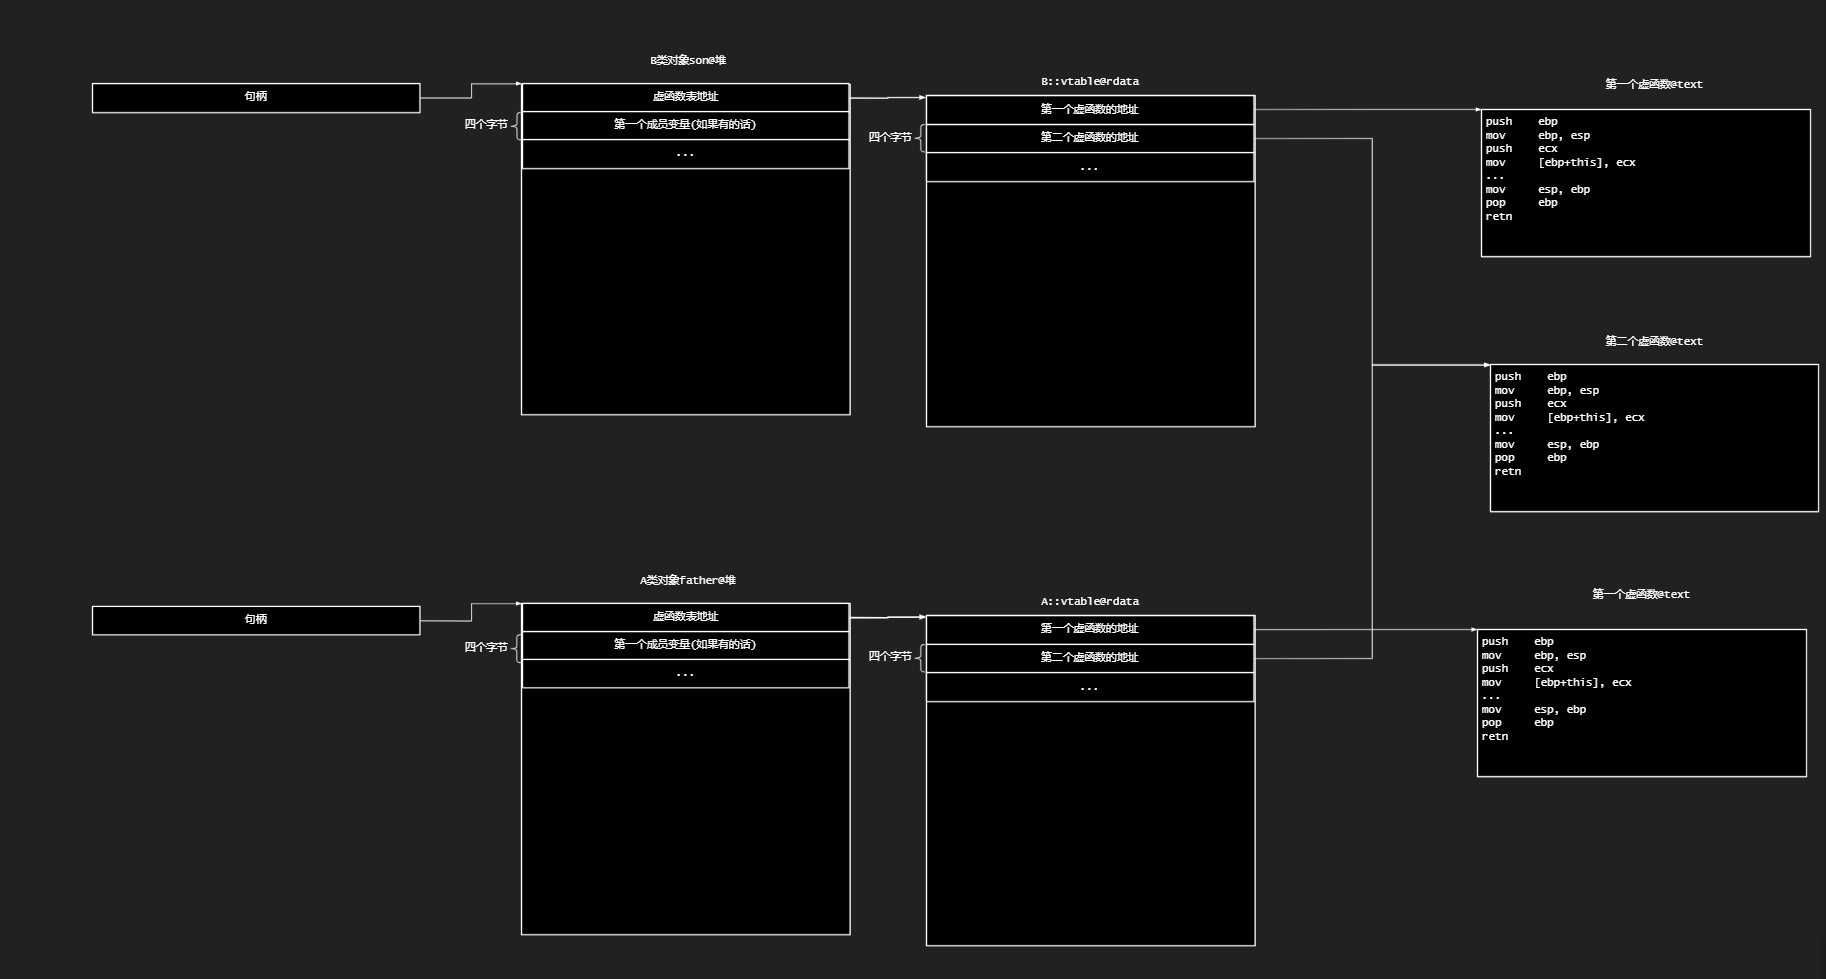 B类对象son@堆
句柄
虚函数表地址
四个字节
第一个成员变量(如果有的话)
...
B::vtable@rdata
第一个虚函数的地址
四个字节
第二个虚函数的地址
...
第一个虚函数@text
push ebp
mov ebp, esp
push ecx
mov [ebp+this], ecx
...
mov esp, ebp
pop ebp
retn
第二个虚函数@text
push ebp
mov ebp, esp
push ecx
mov [ebp+this], ecx
...
mov esp, ebp
pop ebp
retn
A类对象father@堆
句柄
虚函数表地址
四个字节
第一个成员变量(如果有的话)
...
A::vtable@rdata
第一个虚函数的地址
四个字节
第二个虚函数的地址
...
第一个虚函数@text
push ebp
mov ebp, esp
push ecx
mov [ebp+this], ecx
...
mov esp, ebp
pop ebp
retn